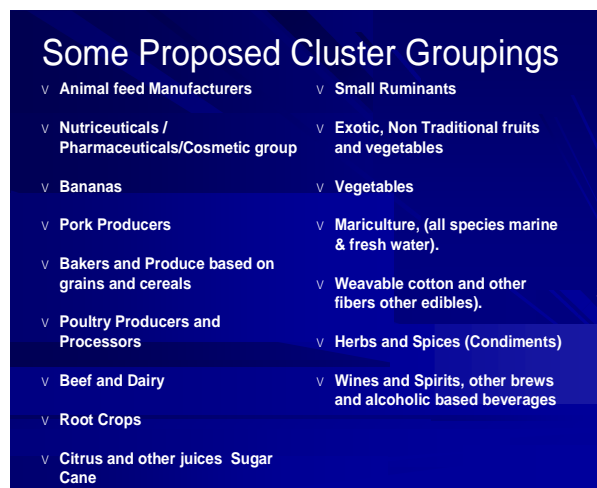 Some Proposed Cluster Groupings
v Animal feed Manufacturers
v Nutriceuticals /
Pharmaceuticals/Cosmetic group
v Bananas
v Pork Producers
v Bakers and Produce based on
grains and cereals
v Poultry Producers and
Processors
v Beef and Dairy
v Root Crops
v Citrus and other juices  Sugar
Cane
v Small Ruminants
v Exotic, Non Traditional fruits
and vegetables
v Vegetables
v Mariculture, (all species marine
& fresh water).
v Weavable cotton and other
fibers other edibles).
v Herbs and Spices (Condiments)
v Wines and Spirits, other brews
and alcoholic based beverages